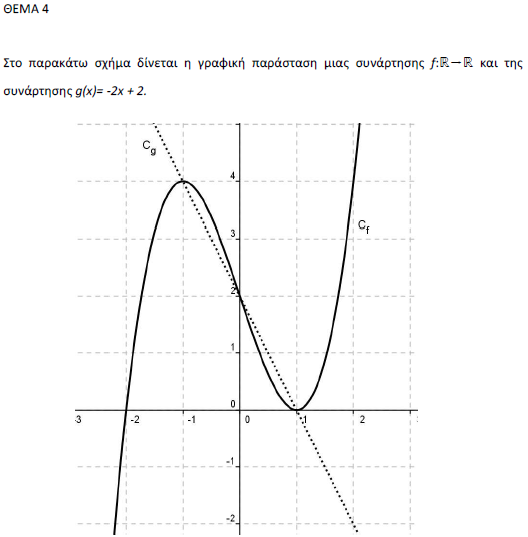 ΘΕΜΑ 4
Στο παρακάτω σχήμα δίνεται η γραφική παράσταση μιας συνάρτησης f:ℝ→ℝ και της
συνάρτησης g(x)= -2x + 2.
Cg
4
3
Cf
2
1
0
-3 -2 -1 0 1 2
-1
-2